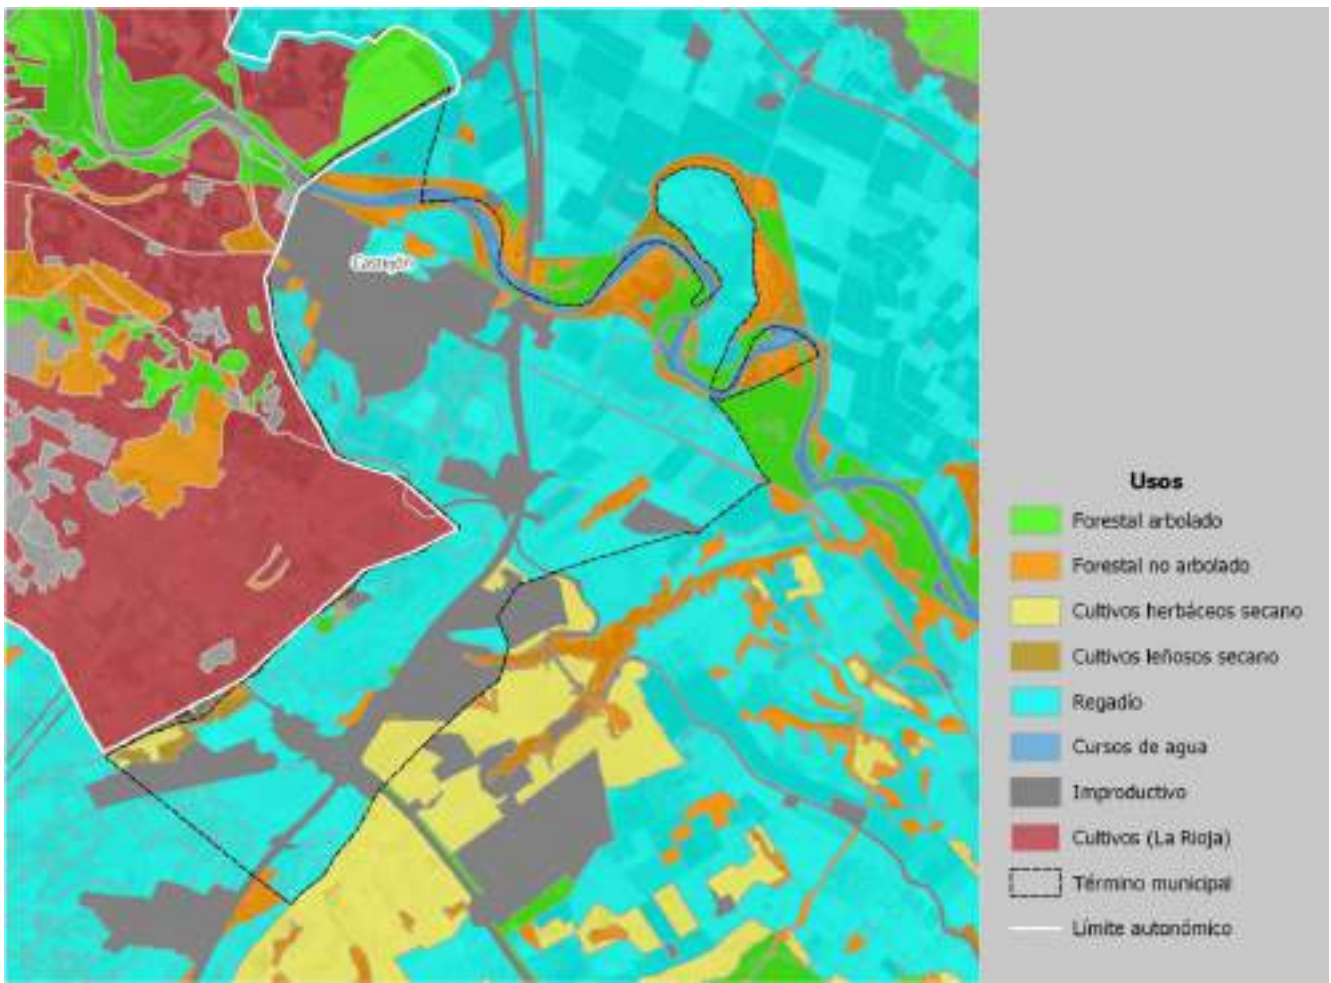 Castejón
Usos
Forestal arbolado
Forestal no arbolado
Cultivos herbáceos secano
Cultivos leñosos secano
Regadío
Cursos de agua
Improductivo
Cultivos (La Rioja)
Término municipal
Límite autonómico